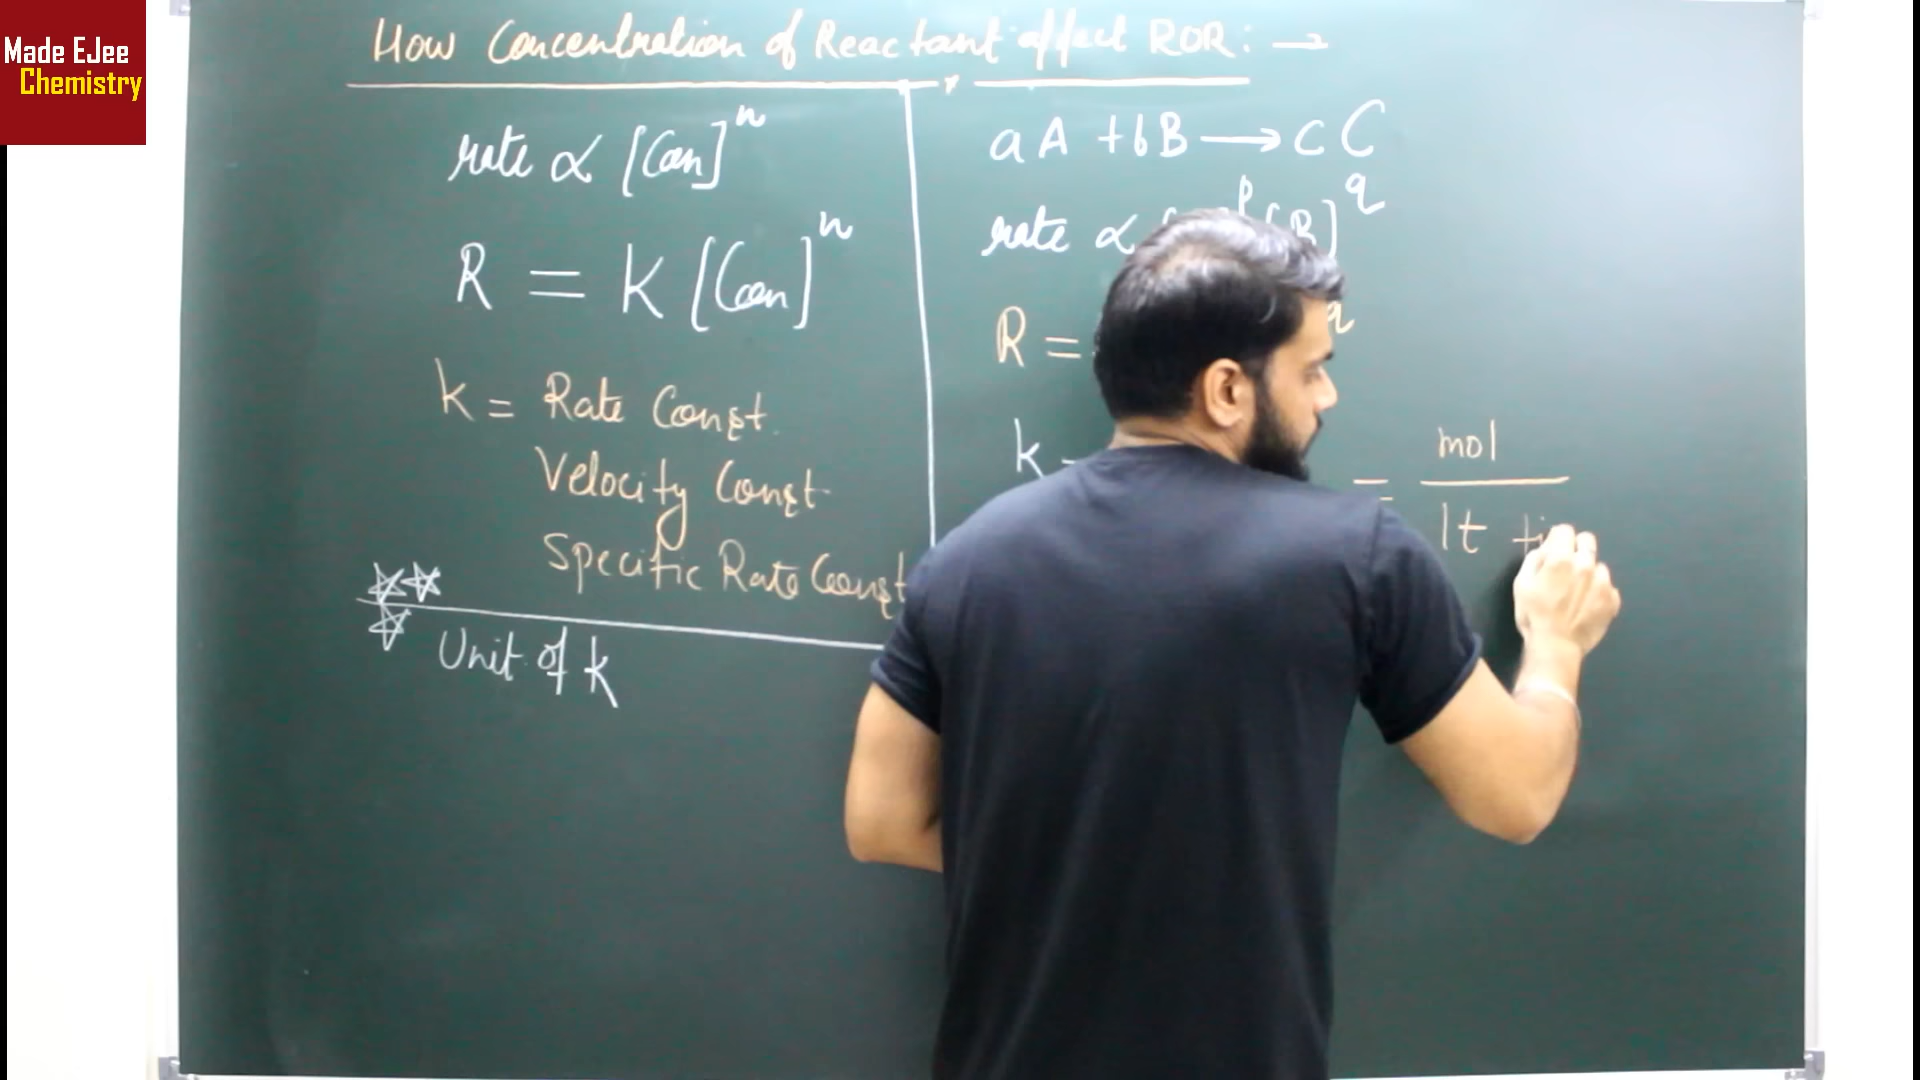 Made EJee
Chemistry
How Concentration of Reactant affect ROR: →
rate ∝ [Con]^n
R = K [Con]^n
k = Rate Const.
Velocity Const
Specific Rate Const
Unit of k
aA + bB → cC
rate ∝ ^p [B]^q
R = ^q
k = mol
lt